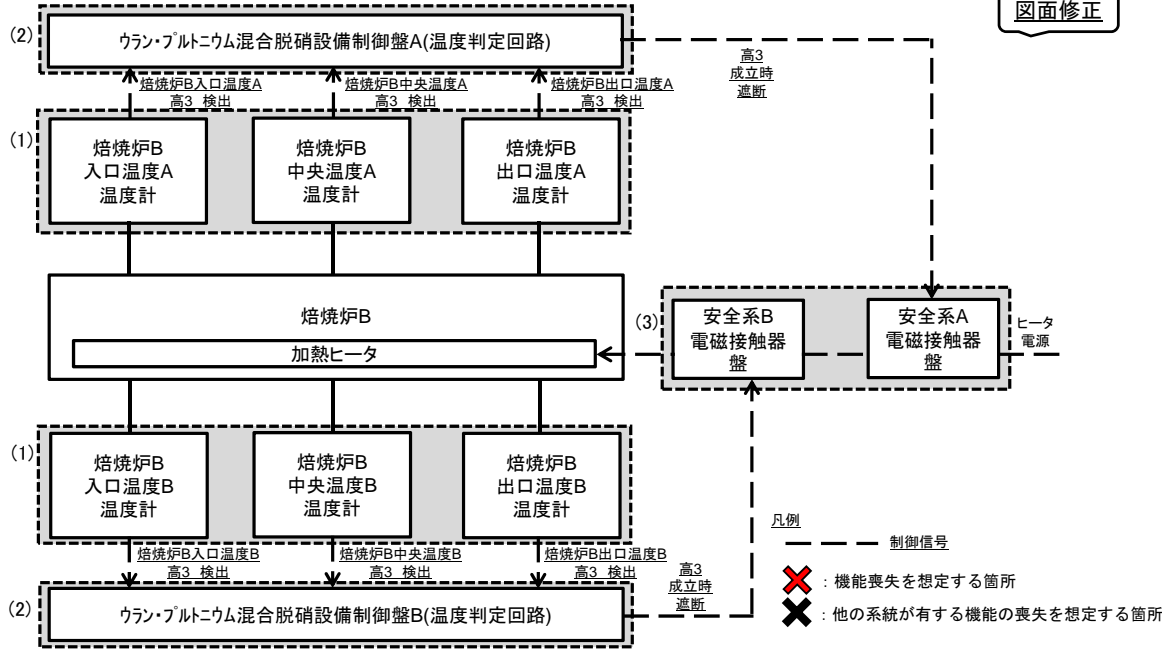 図面修正
(2)
ウラン・プルトニウム混合脱硝設備制御盤A(温度判定回路)
高3
成立時
遮断
焙焼炉B入口温度A
高3 検出
焙焼炉B中央温度A
高3 検出
焙焼炉B出口温度A
高3 検出
(1)
焙焼炉B
入口温度A
温度計
焙焼炉B
中央温度A
温度計
焙焼炉B
出口温度A
温度計
焙焼炉B
加熱ヒータ
(3)
安全系B
電磁接触器
盤
安全系A
電磁接触器
盤
ヒータ
電源
(1)
焙焼炉B
入口温度B
温度計
焙焼炉B
中央温度B
温度計
焙焼炉B
出口温度B
温度計
焙焼炉B入口温度B
高3 検出
焙焼炉B中央温度B
高3 検出
焙焼炉B出口温度B
高3 検出
(2)
ウラン・プルトニウム混合脱硝設備制御盤B(温度判定回路)
高3
成立時
遮断
凡例
制御信号
：機能喪失を想定する箇所
：他の系統が有する機能の喪失を想定する箇所